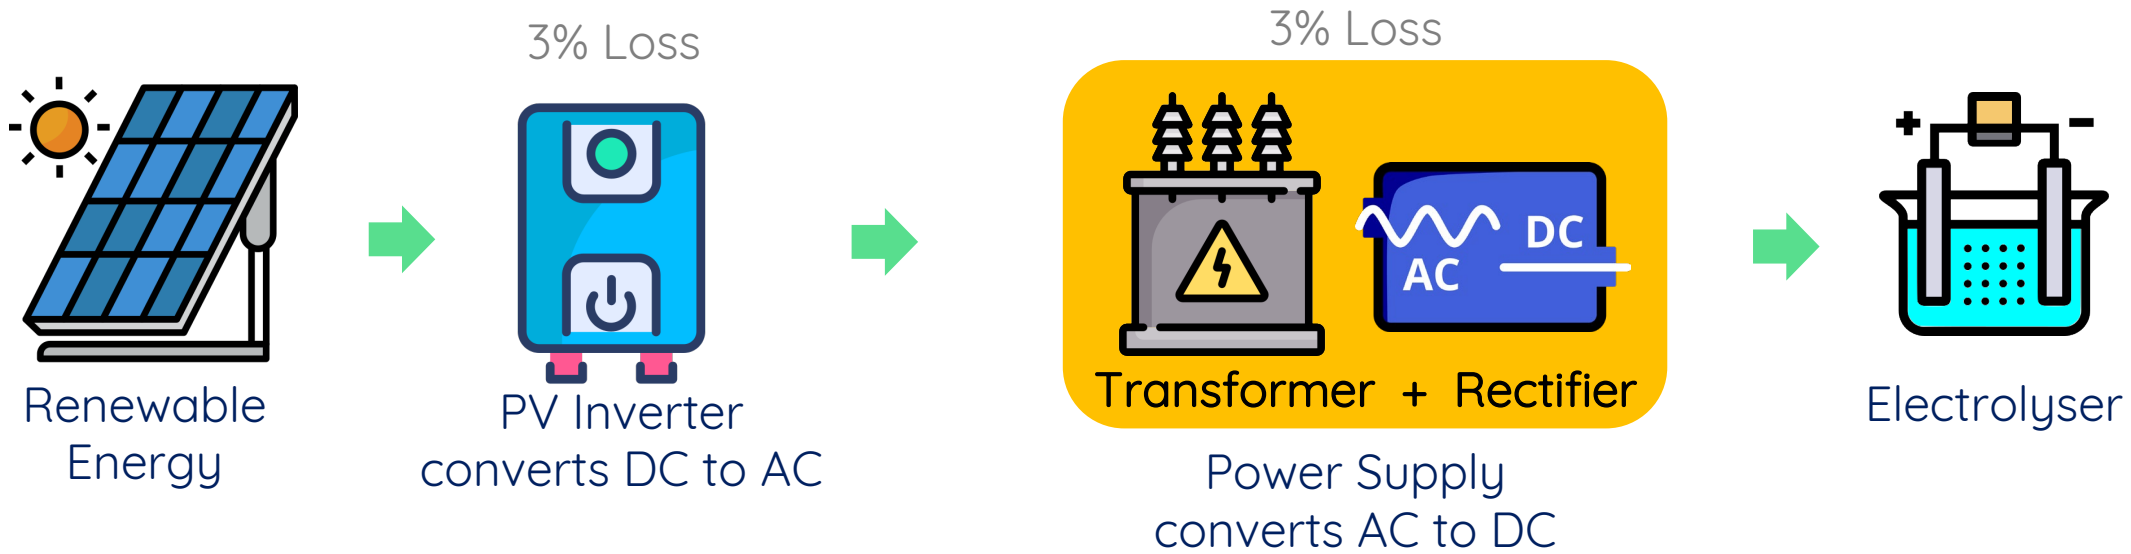 3% Loss
3% Loss
+
−
AC
DC
Transformer + Rectifier
Renewable
Energy
PV Inverter
converts DC to AC
Power Supply
converts AC to DC
Electrolyser